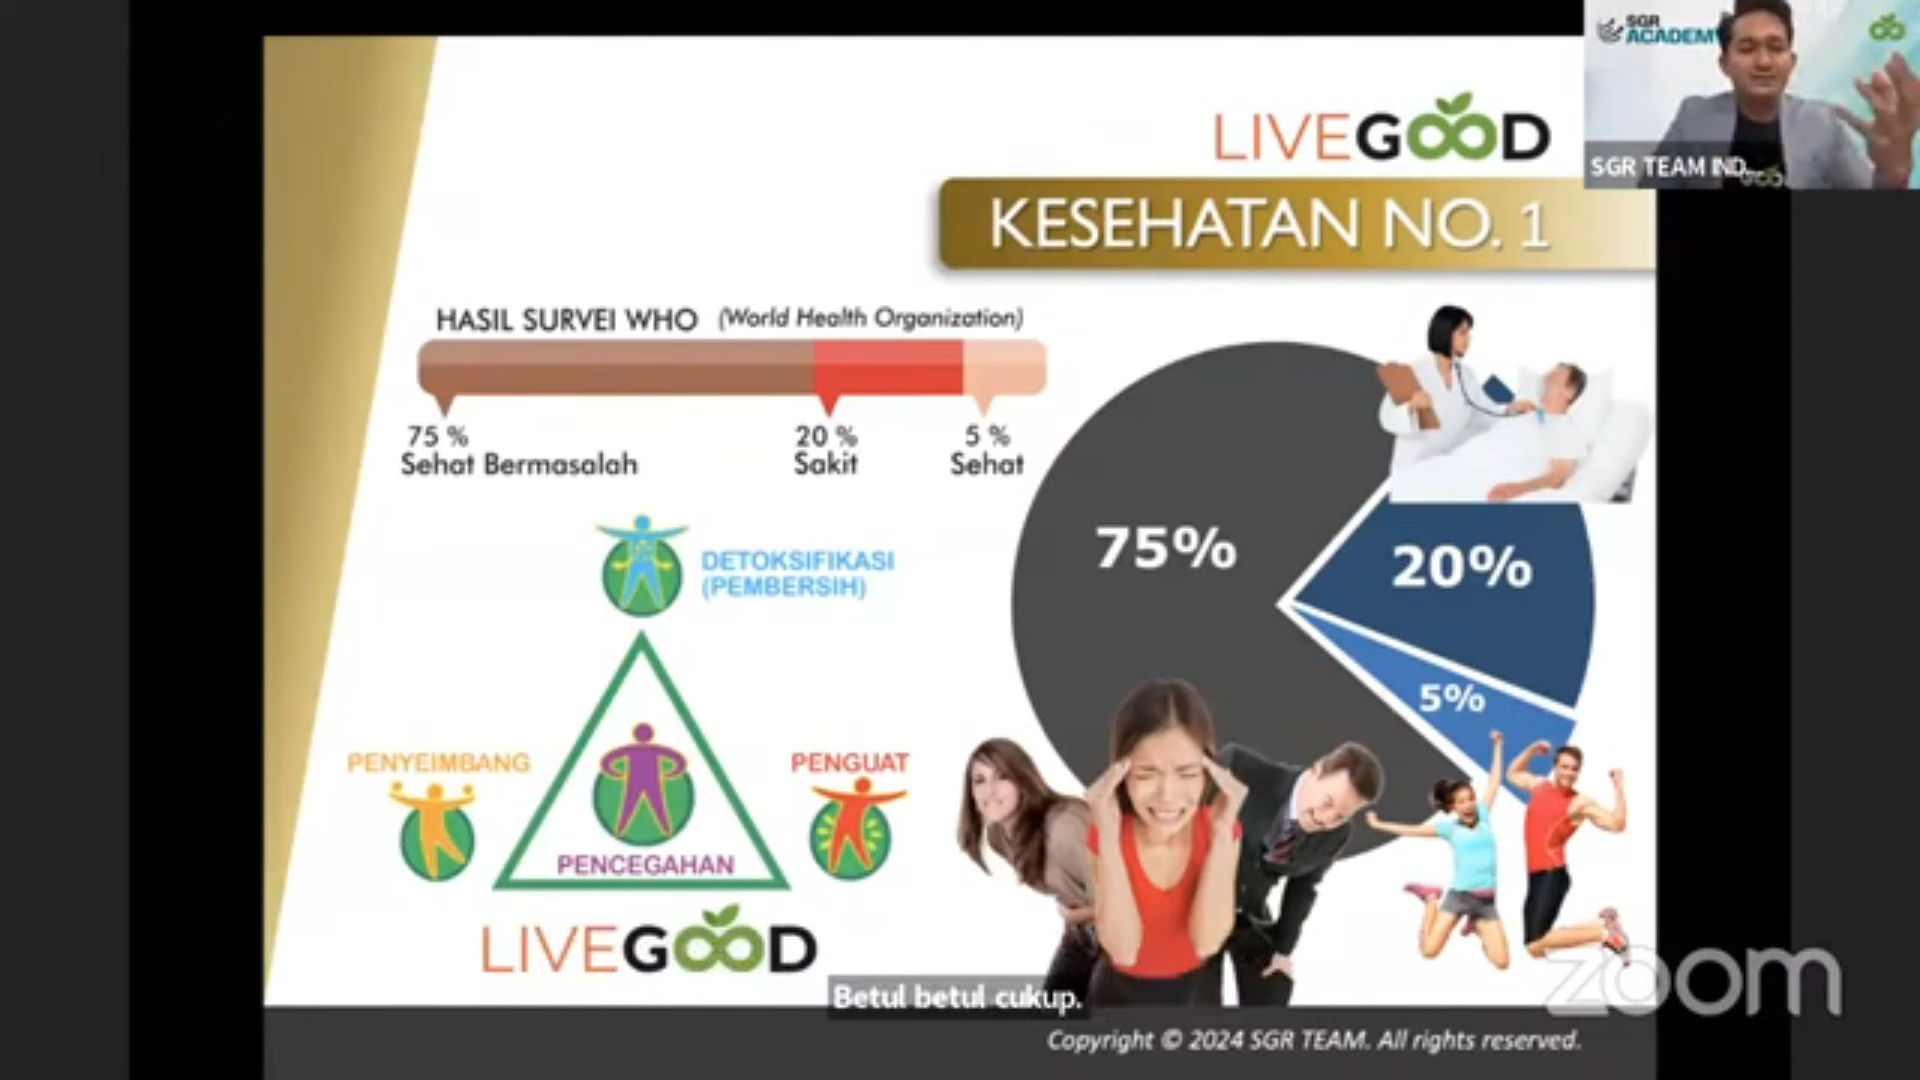 SGR
ACADEMY
SGR TEAM IND...
LIVEGOOD
KESEHATAN NO. 1
HASIL SURVEI WHO (World Health Organization)
75 % 20 % 5 %
Sehat Bermasalah Sakit Sehat
75%
20%
5%
DETOKSIFIKASI
(PEMBERSIH)
PENYEIMBANG
PENGUAT
PENCEGAHAN
LIVEGOOD
Betul betul cukup.
zoom
Copyright © 2024 SGR TEAM. All rights reserved.